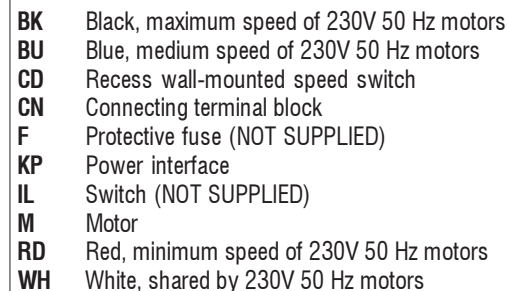 BK Black, maximum speed of 230V 50 Hz motors
BU Blue, medium speed of 230V 50 Hz motors
CD Recess wall-mounted speed switch
CN Connecting terminal block
F Protective fuse (NOT SUPPLIED)
KP Power interface
IL Switch (NOT SUPPLIED)
M Motor
RD Red, minimum speed of 230V 50 Hz motors
WH White, shared by 230V 50 Hz motors